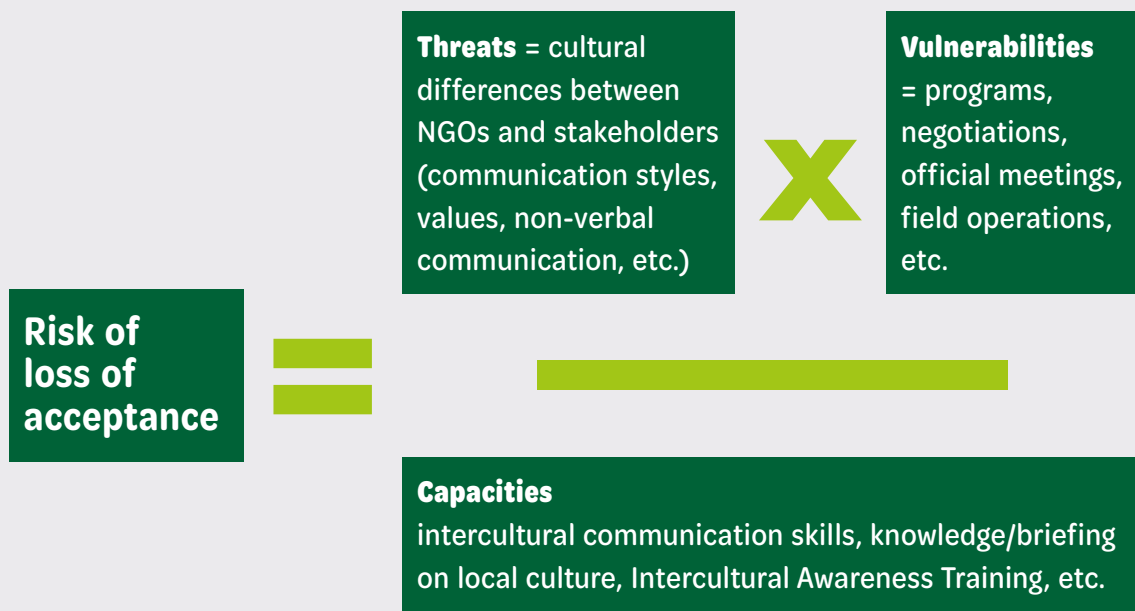 Threats = cultural
differences between
NGOs and stakeholders
(communication styles,
values, non-verbal
communication, etc.)
x
Vulnerabilities
= programs,
negotiations,
official meetings,
field operations,
etc.
Risk of
loss of
acceptance
=
Capacities
intercultural communication skills, knowledge/briefing
on local culture, Intercultural Awareness Training, etc.